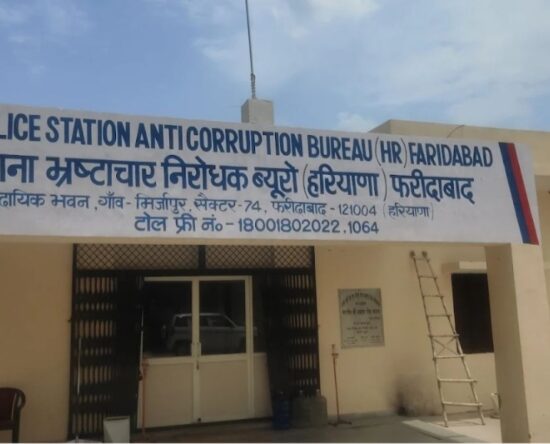 LICE STATION ANTI CORRUPTION BUREAU (HR) FARIDABAD
ाना भ्रष्टाचार निरोधक ब्यूरो (हरियाणा) फरीदाबाद
दायिक भवन, गाँव- मिर्जापुर, सैक्टर-74, फरीदाबाद - 121004 (हरियाणा)
टोल फ्री नं०- 18001802022, 1064